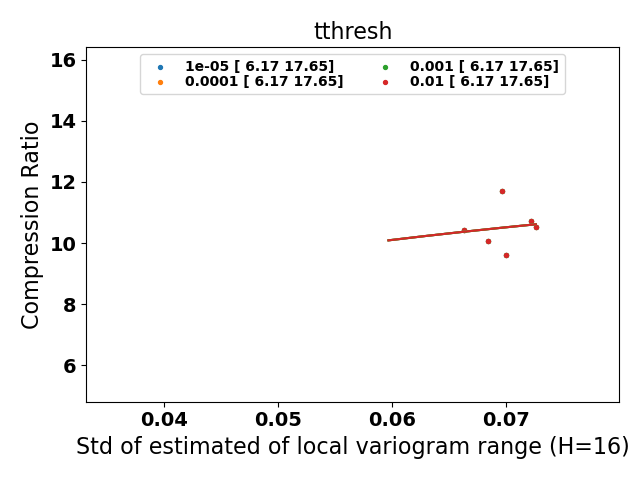 tthresh
1e-05 [ 6.17 17.65]
0.0001 [ 6.17 17.65]
0.001 [ 6.17 17.65]
0.01 [ 6.17 17.65]
Compression Ratio
16
14
12
10
8
6
0.04 0.05 0.06 0.07
Std of estimated of local variogram range (H=16)